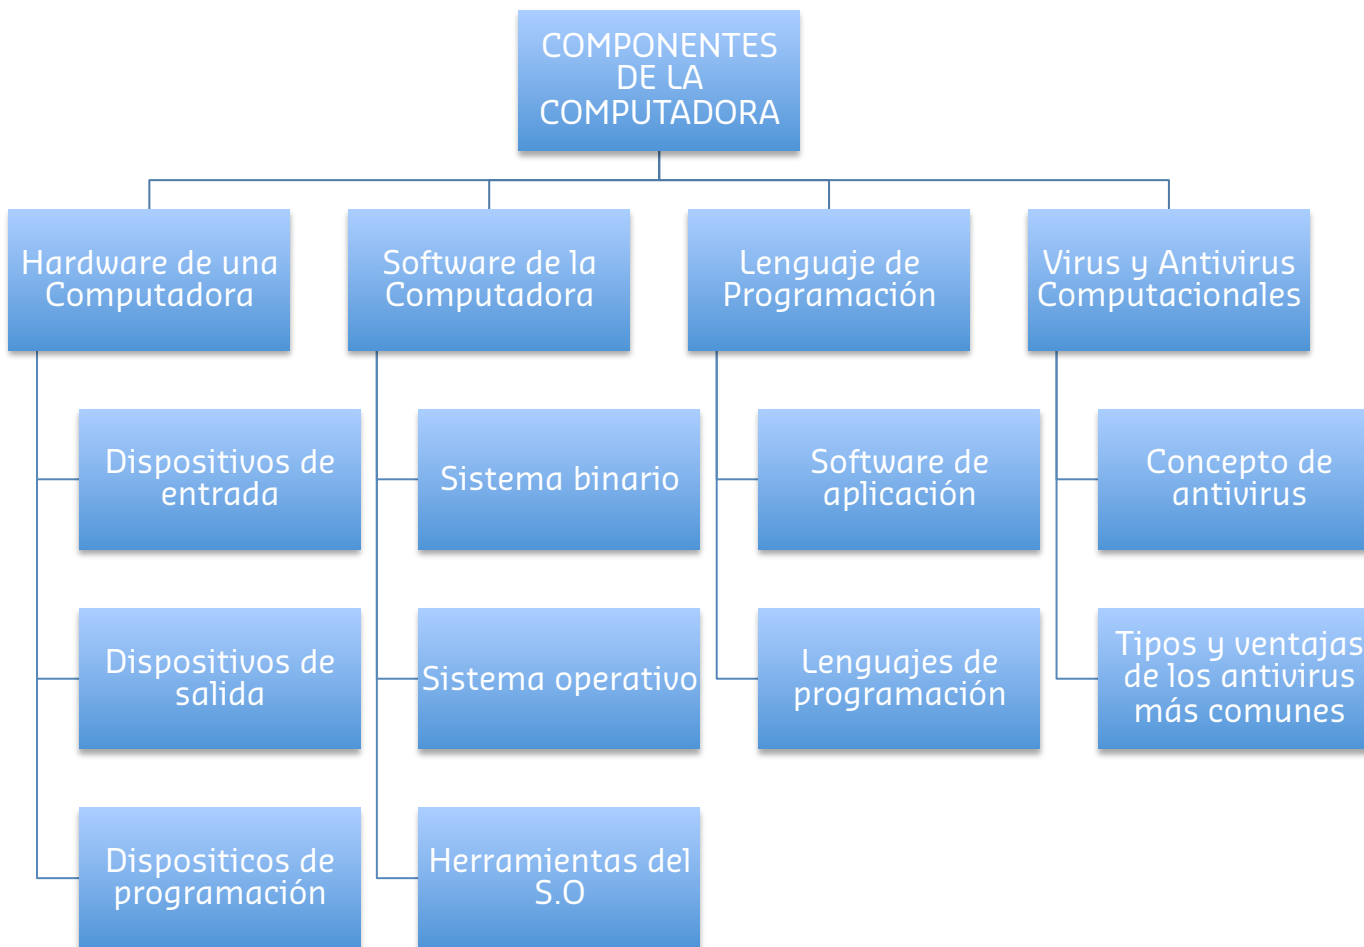 COMPONENTES
DE LA
COMPUTADORA
Hardware de una
Computadora
Dispositivos de
entrada
Dispositivos de
salida
Dispositicos de
programación
Software de la
Computadora
Sistema binario
Sistema operativo
Herramientas del
S.O
Lenguaje de
Programación
Software de
aplicación
Lenguajes de
programación
Virus y Antivirus
Computacionales
Concepto de
antivirus
Tipos y ventajas
de los antivirus
más comunes